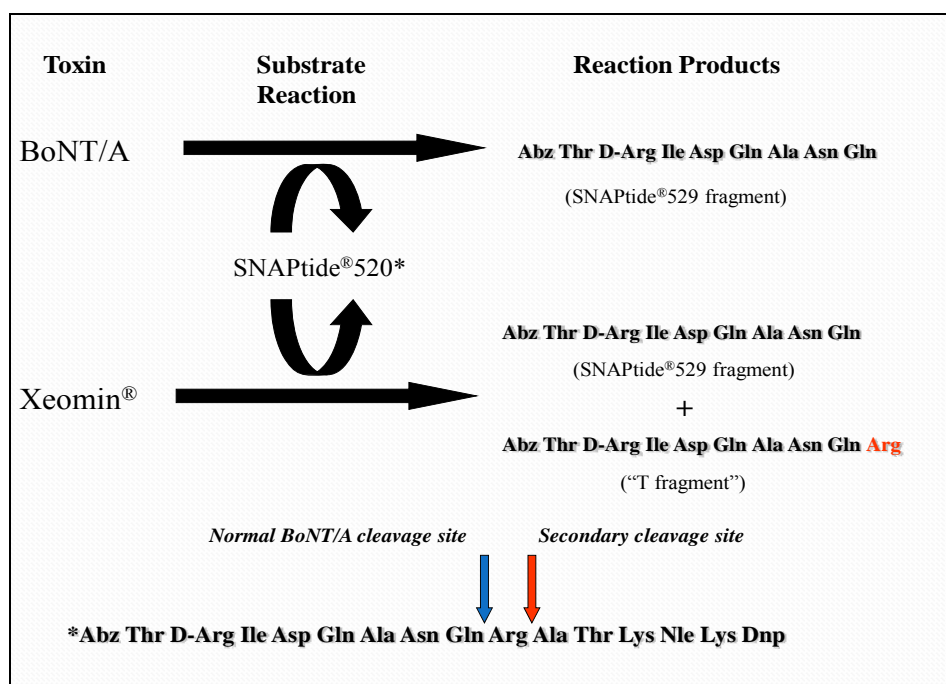 Toxin Substrate Reaction Products
Reaction
BoNT/A
Abz Thr D-Arg Ile Asp Gln Ala Asn Gln
(SNAPtide®529 fragment)
SNAPtide®520*
Abz Thr D-Arg Ile Asp Gln Ala Asn Gln
(SNAPtide®529 fragment)
Xeomin®
+
Abz Thr D-Arg Ile Asp Gln Ala Asn Gln Arg
(“T fragment”)
Normal BoNT/A cleavage site Secondary cleavage site
*Abz Thr D-Arg Ile Asp Gln Ala Asn Gln Arg Ala Thr Lys Nle Lys Dnp